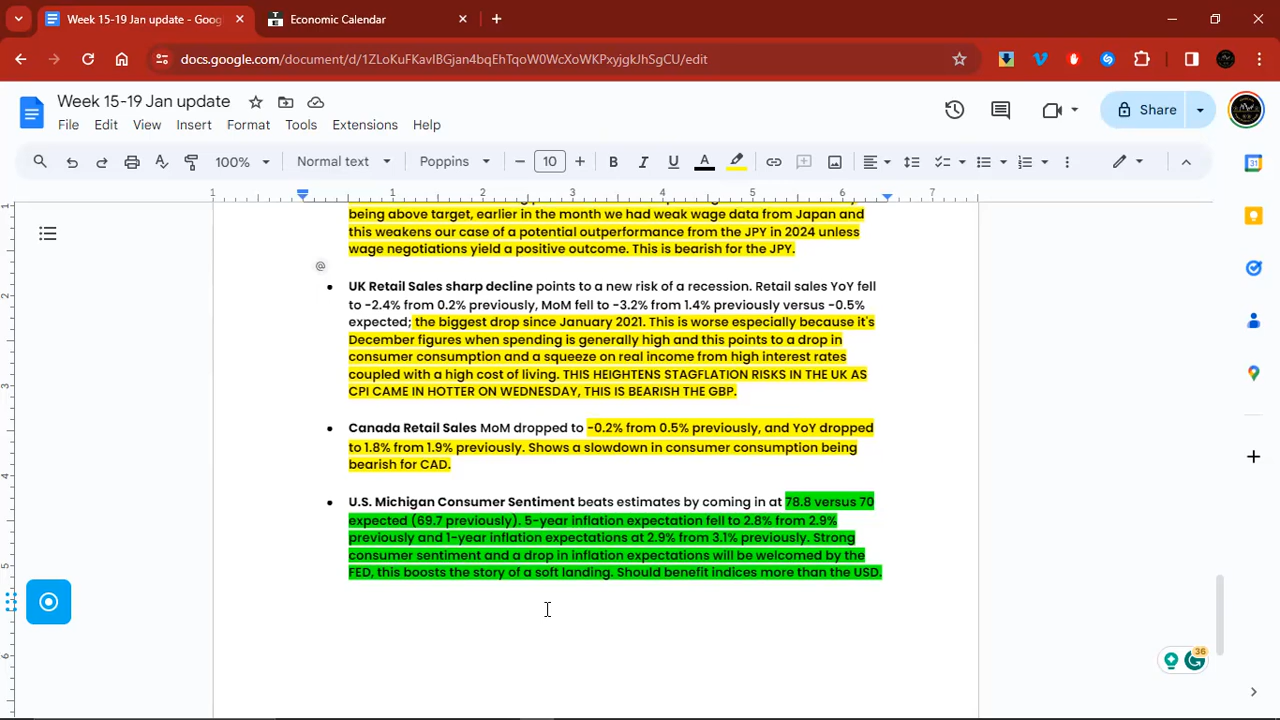 Week 15-19 Jan update - Goog
Economic Calendar
docs.google.com/document/d/1ZLoKuFKavIBGjan4bqEhTqoW0WcXoWKPxyjgkJhSgCU/edit
Week 15-19 Jan update
File Edit View Insert Format Tools Extensions Help
Share
100% Normal text Poppins 10
1 1 2 3 4 5 6 7
being above target, earlier in the month we had weak wage data from Japan and
this weakens our case of a potential outperformance from the JPY in 2024 unless
wage negotiations yield a positive outcome. This is bearish for the JPY.
UK Retail Sales sharp decline points to a new risk of a recession. Retail sales YoY fell
to -2.4% from 0.2% previously, MoM fell to -3.2% from 1.4% previously versus -0.5%
expected; the biggest drop since January 2021. This is worse especially because it's
December figures when spending is generally high and this points to a drop in
consumer consumption and a squeeze on real income from high interest rates
coupled with a high cost of living. THIS HEIGHTENS STAGFLATION RISKS IN THE UK AS
CPI CAME IN HOTTER ON WEDNESDAY, THIS IS BEARISH THE GBP.
Canada Retail Sales MoM dropped to -0.2% from 0.5% previously, and YoY dropped
to 1.8% from 1.9% previously. Shows a slowdown in consumer consumption being
bearish for CAD.
U.S. Michigan Consumer Sentiment beats estimates by coming in at 78.8 versus 70
expected (69.7 previously). 5-year inflation expectation fell to 2.8% from 2.9%
previously and 1-year inflation expectations at 2.9% from 3.1% previously. Strong
consumer sentiment and a drop in inflation expectations will be welcomed by the
FED, this boosts the story of a soft landing. Should benefit indices more than the USD.
36